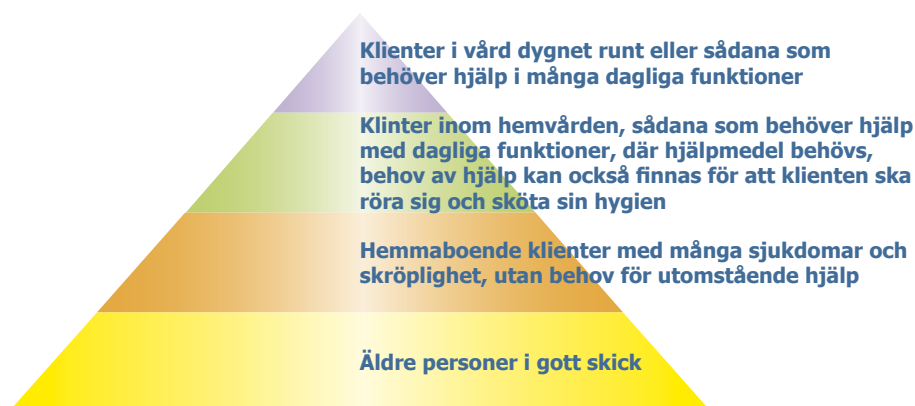 Klienter i vård dygnet runt eller sådana som
behöver hjälp i många dagliga funktioner
Klinter inom hemvården, sådana som behöver hjälp
med dagliga funktioner, där hjälpmedel behövs,
behov av hjälp kan också finnas för att klienten ska
röra sig och sköta sin hygien
Hemmaboende klienter med många sjukdomar och
skröplighet, utan behov för utomstående hjälp
Äldre personer i gott skick